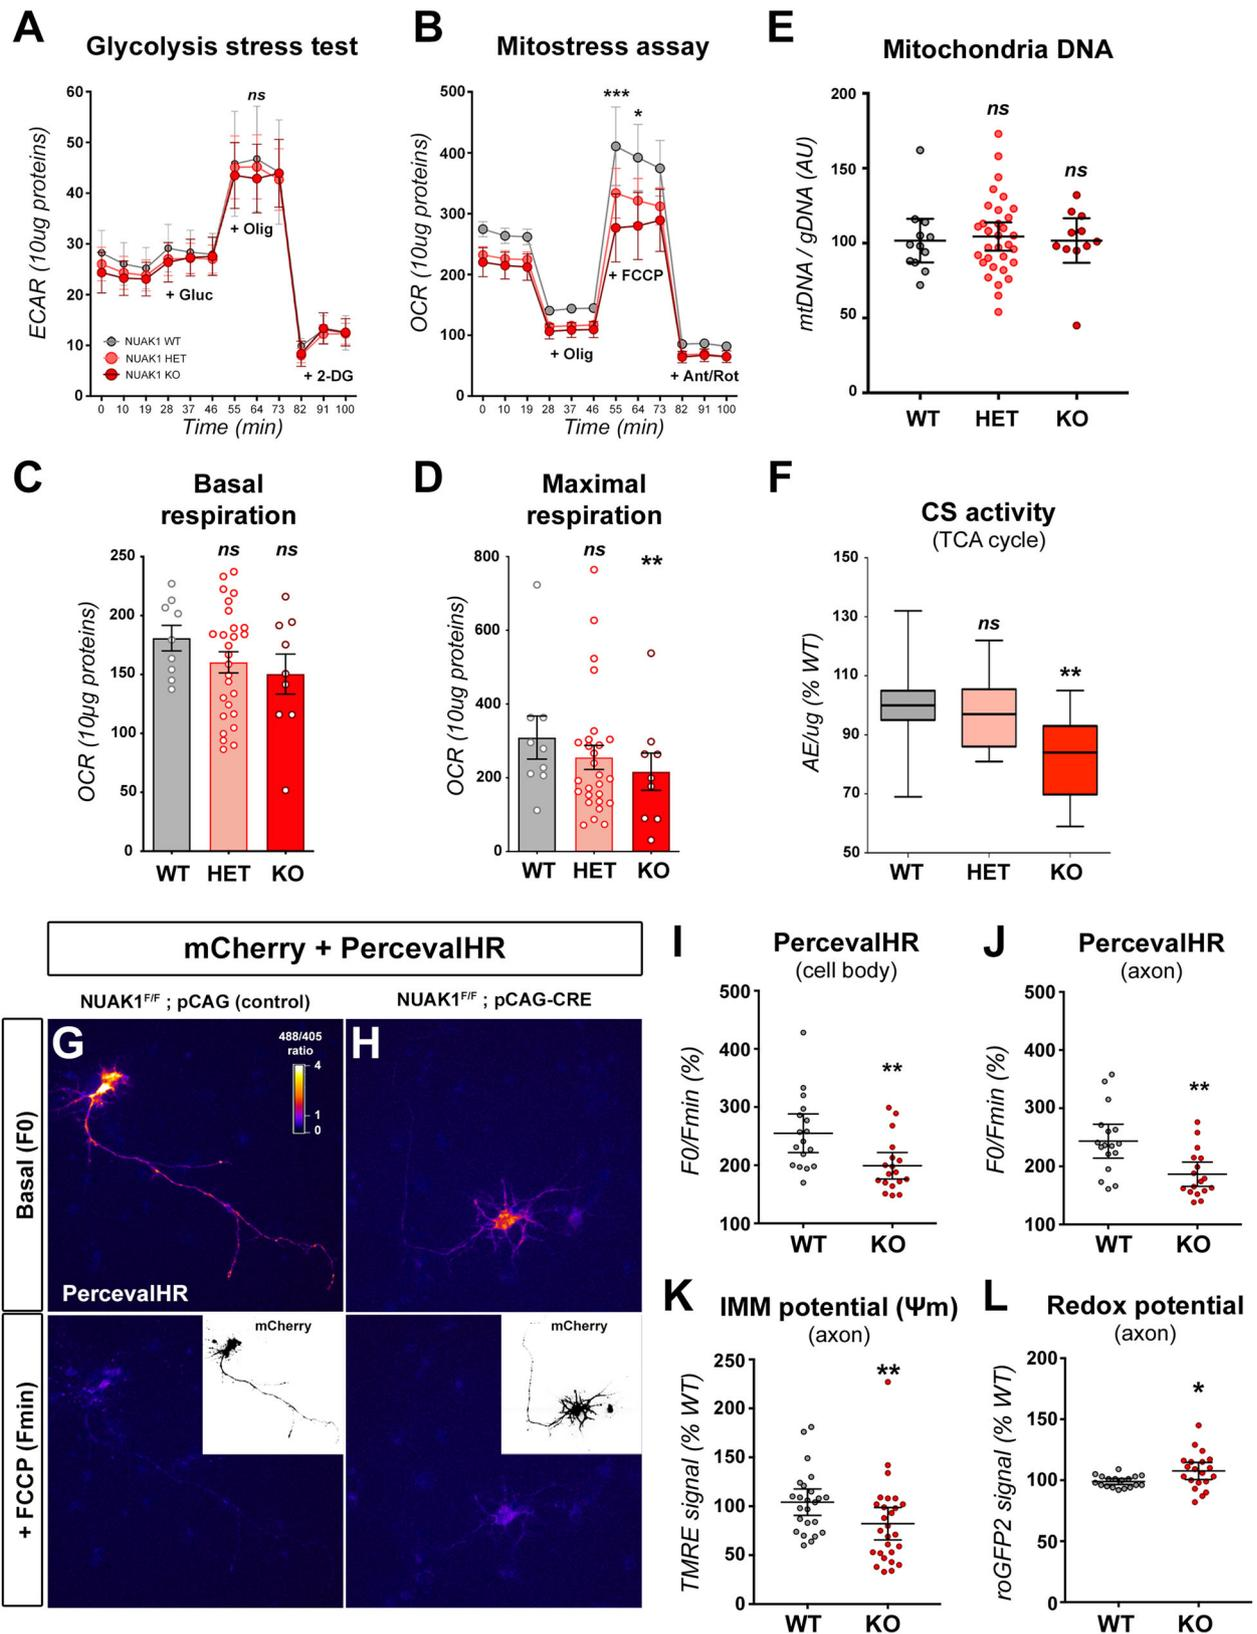 A
Glycolysis stress test
60
50
40
30
20
10
0
ECAR (10ug proteins)
ns
+ Olig
+ Gluc
+ 2-DG
NUAK1 WT
NUAK1 HET
NUAK1 KO
0 10 19 28 37 46 55 64 73 82 91 100
Time (min)
B
Mitostress assay
500
400
300
200
100
0
OCR (10ug proteins)
***
*
+ FCCP
+ Olig
+ Ant/Rot
0 10 19 28 37 46 55 64 73 82 91 100
Time (min)
E
Mitochondria DNA
200
150
100
50
0
mtDNA / gDNA (AU)
ns
ns
WT HET KO
C
Basal
respiration
250
200
150
100
50
0
OCR (10µg proteins)
ns ns
WT HET KO
D
Maximal
respiration
800
600
400
200
0
OCR (10ug proteins)
ns
**
WT HET KO
F
CS activity
(TCA cycle)
150
130
110
90
70
50
AE/ug (% WT)
ns
**
WT HET KO
mCherry + PercevalHR
NUAK1F/F ; pCAG (control)
NUAK1F/F ; pCAG-CRE
Basal (F0)
G
488/405
ratio
4
1
0
PercevalHR
H
+ FCCP (Fmin)
mCherry
mCherry
I
PercevalHR
(cell body)
500
400
300
200
100
F0/Fmin (%)
**
WT KO
J
PercevalHR
(axon)
500
400
300
200
100
F0/Fmin (%)
**
WT KO
K
IMM potential (Ψm)
(axon)
250
200
150
100
50
0
TMRE signal (% WT)
**
WT KO
L
Redox potential
(axon)
200
150
100
50
0
roGFP2 signal (% WT)
*
WT KO